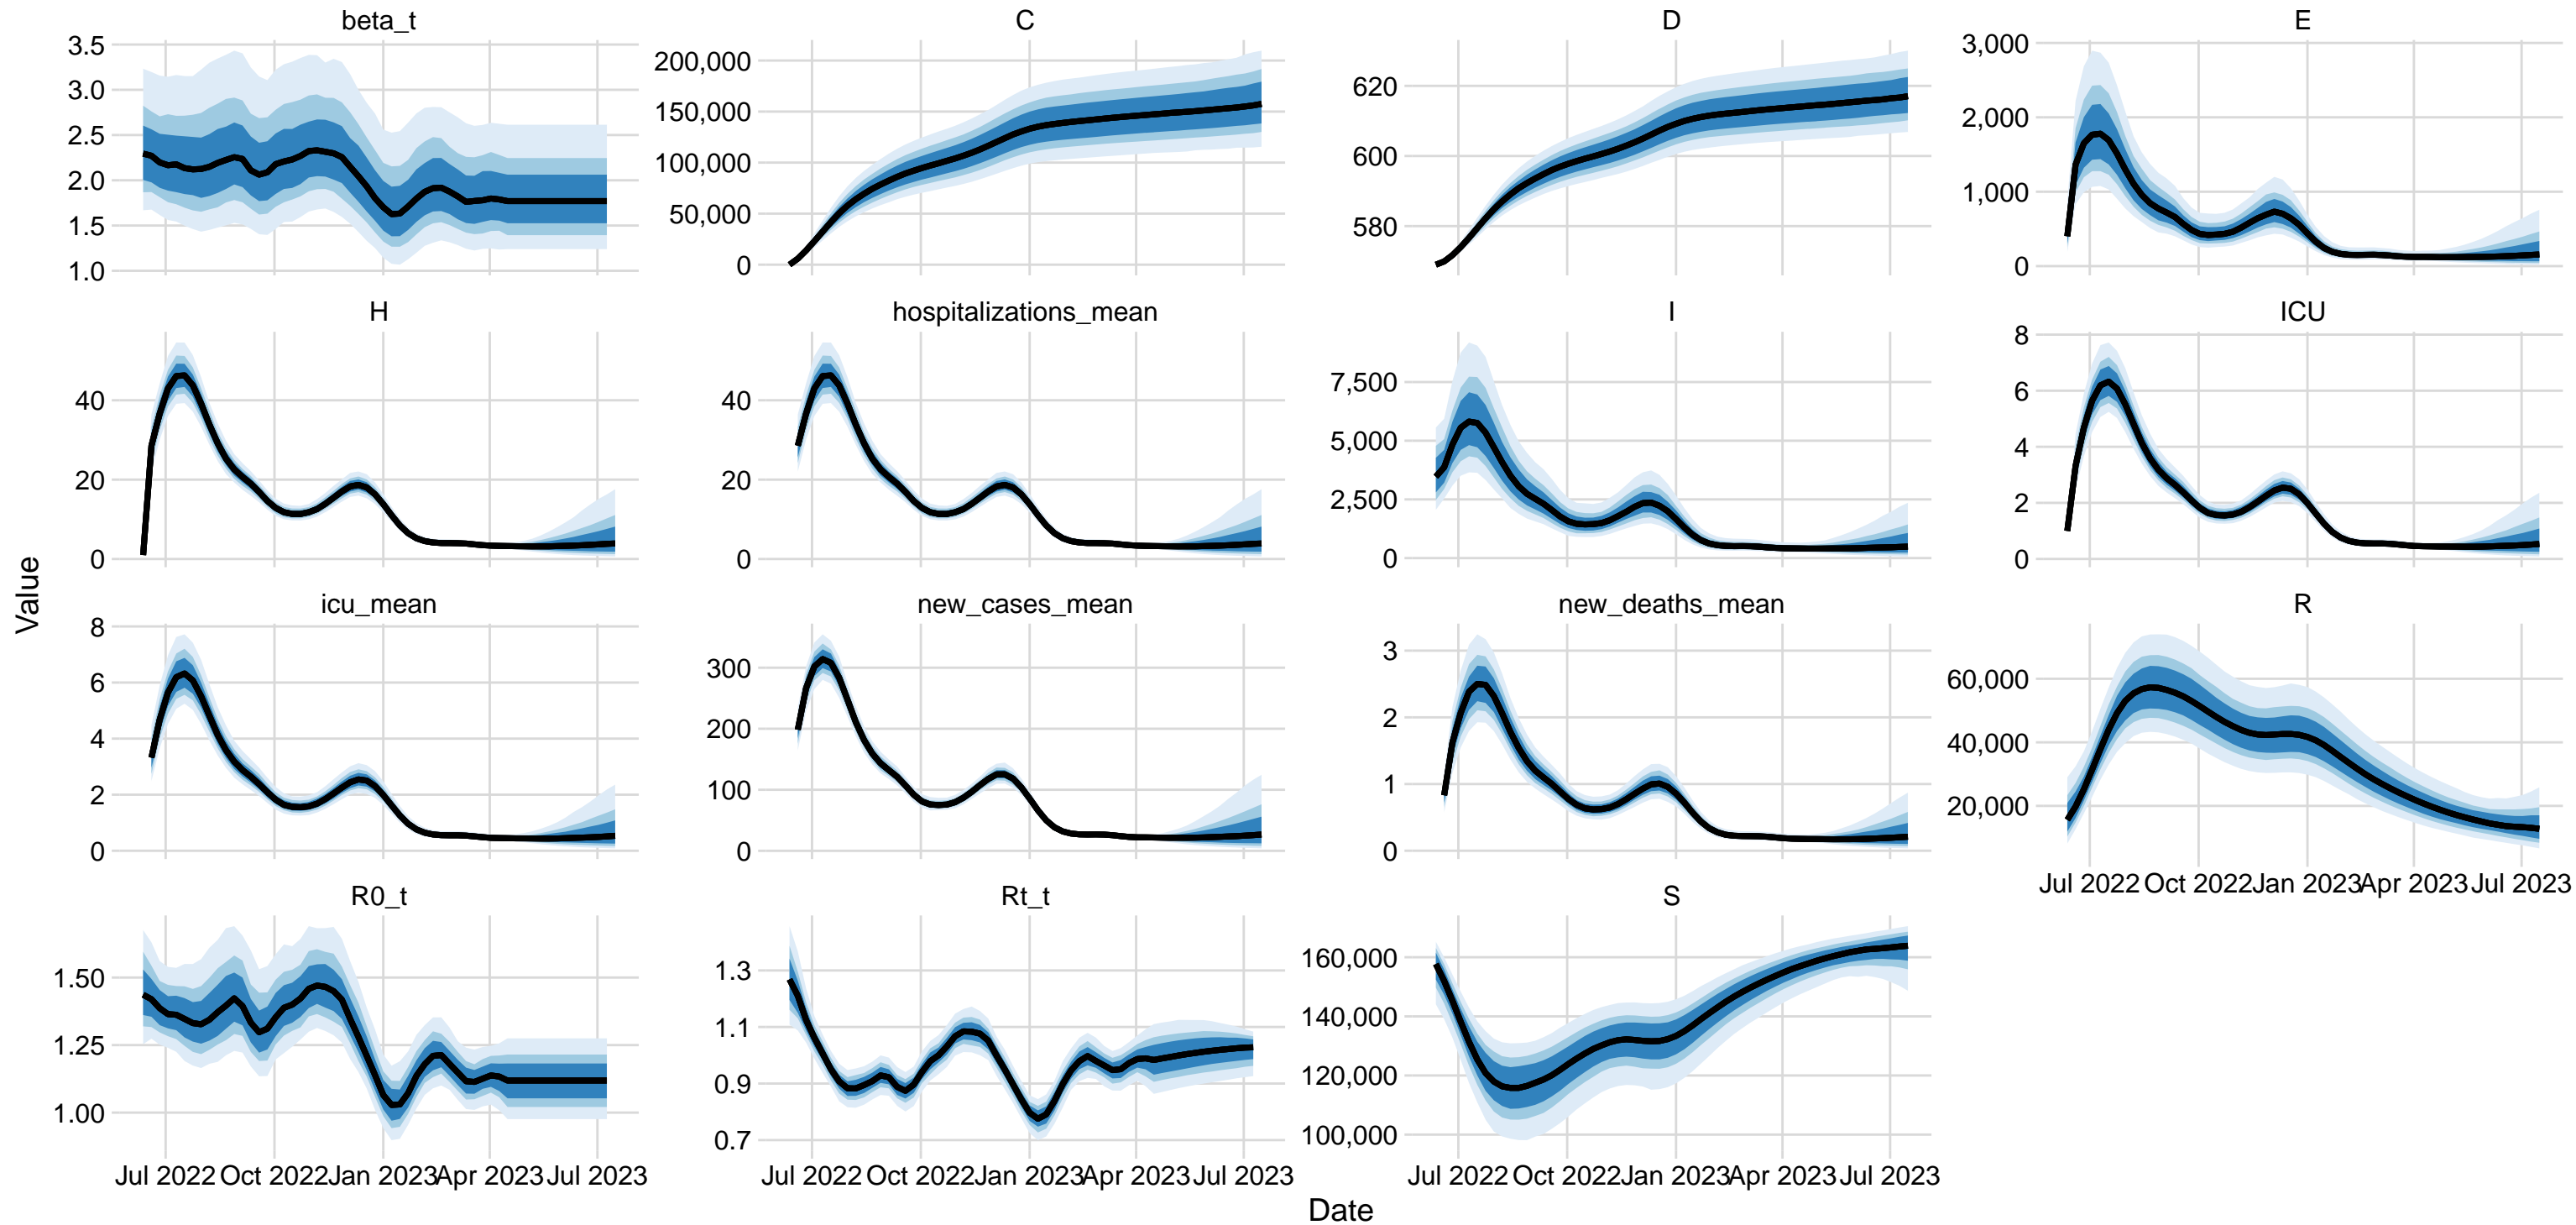 beta_t
C
D
E
3.5
3.0
2.5
2.0
1.5
1.0
200,000
150,000
100,000
50,000
0
620
600
580
3,000
2,000
1,000
0
H
hospitalizations_mean
I
ICU
40
20
0
40
20
0
7,500
5,000
2,500
0
8
6
4
2
0
icu_mean
new_cases_mean
new_deaths_mean
R
8
6
4
2
0
300
200
100
0
3
2
1
0
60,000
40,000
20,000
Jul 2022 Oct 2022 Jan 2023 Apr 2023 Jul 2023
R0_t
Rt_t
S
1.50
1.25
1.00
1.3
1.1
0.9
0.7
160,000
140,000
120,000
100,000
Jul 2022 Oct 2022 Jan 2023 Apr 2023 Jul 2023
Jul 2022 Oct 2022 Jan 2023 Apr 2023 Jul 2023
Jul 2022 Oct 2022 Jan 2023 Apr 2023 Jul 2023
Value
Date